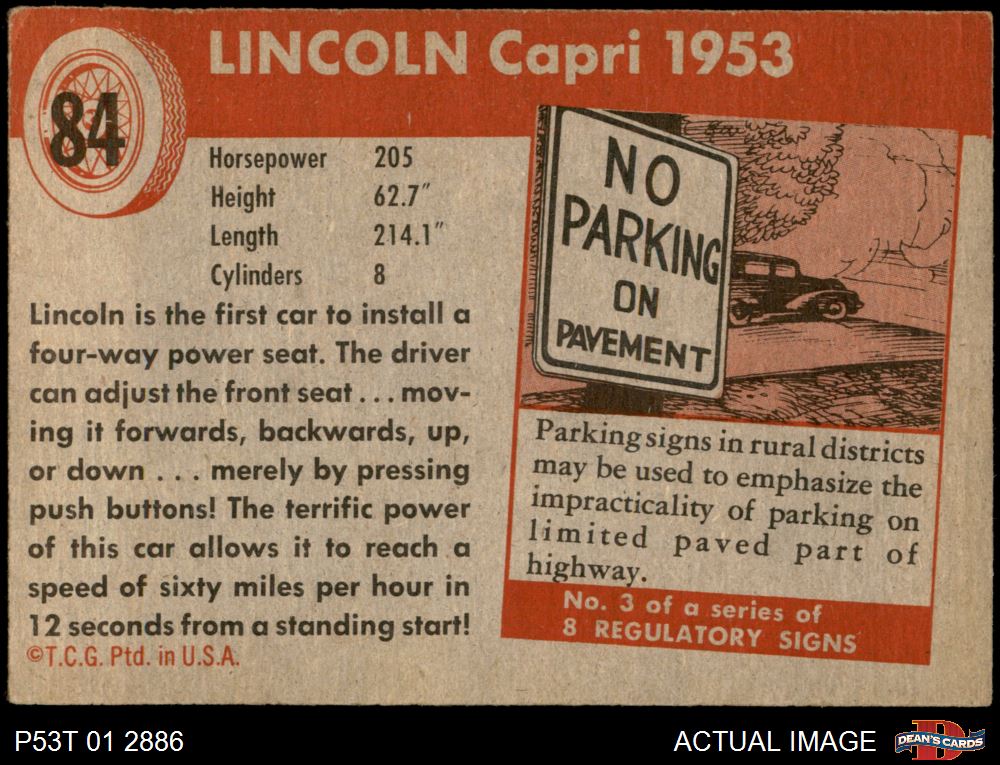 LINCOLN Capri 1953
84
Horsepower 205
Height 62.7"
Length 214.1"
Cylinders 8
Lincoln is the first car to install a
four-way power seat. The driver
can adjust the front seat . . . mov-
ing it forwards, backwards, up,
or down . . . merely by pressing
push buttons! The terrific power
of this car allows it to reach a
speed of sixty miles per hour in
12 seconds from a standing start!
©T.C.G. Ptd. in U.S.A.
NO
PARKING
ON
PAVEMENT
Parking signs in rural districts
may be used to emphasize the
impracticality of parking on
limited paved part of
highway.
No. 3 of a series of
8 REGULATORY SIGNS
P53T 01 2886
ACTUAL IMAGE
DEAN'S CARDS